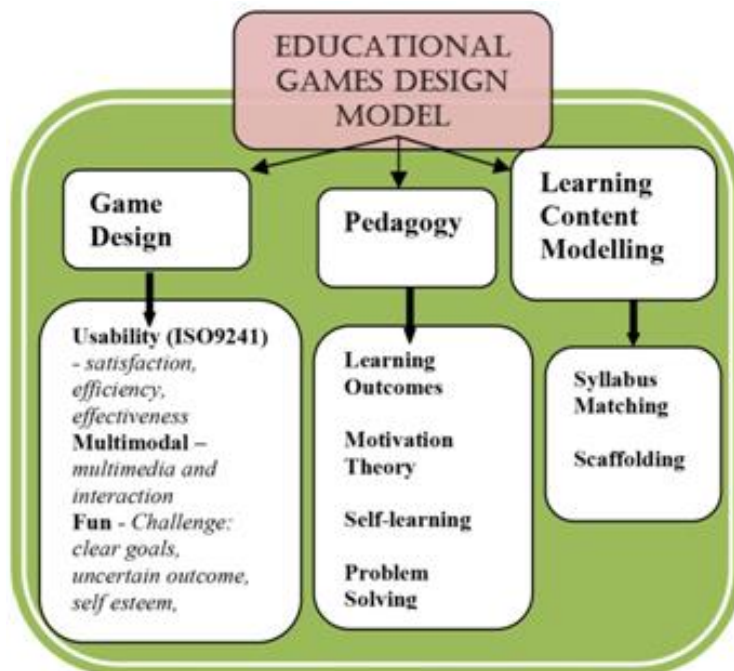 EDUCATIONAL
GAMES DESIGN
MODEL
Game
Design
Usability (ISO9241)
- satisfaction,
efficiency,
effectiveness
Multimodal –
multimedia and
interaction
Fun - Challenge:
clear goals,
uncertain outcome,
self esteem,
Pedagogy
Learning
Outcomes
Motivation
Theory
Self-learning
Problem
Solving
Learning
Content
Modelling
Syllabus
Matching
Scaffolding